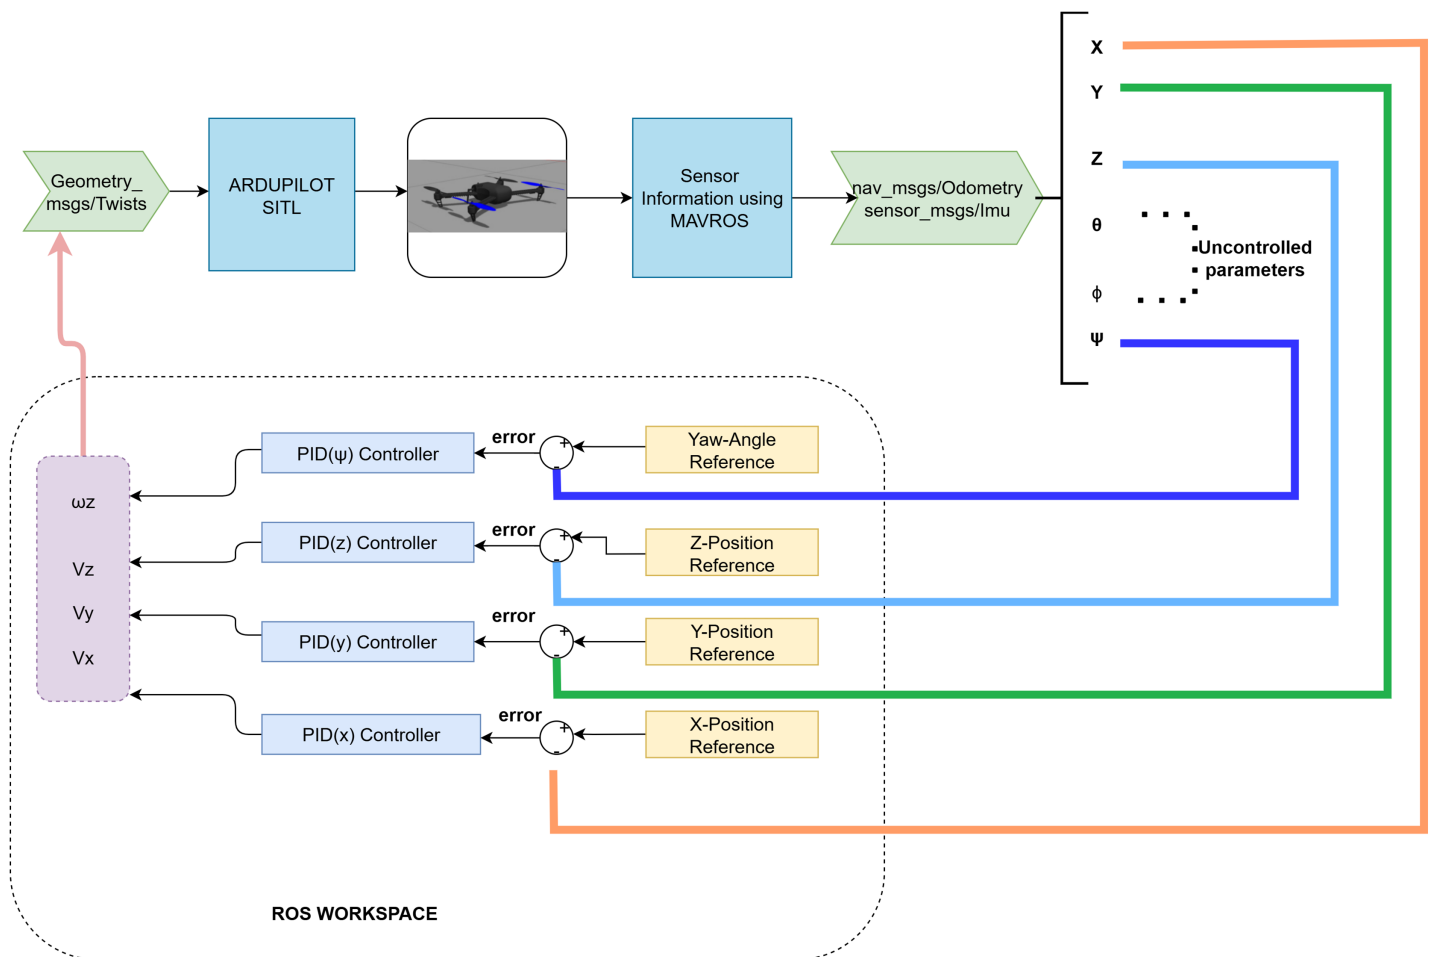 X
Y
Z
θ
ϕ
ψ
Uncontrolled
parameters
Geometry_
msgs/Twists
ARDUPILOT
SITL
Sensor
Information using
MAVROS
nav_msgs/Odometry
sensor_msgs/Imu
ωz
Vz
Vy
Vx
PID(ψ) Controller
error
+
-
Yaw-Angle
Reference
PID(z) Controller
error
+
-
Z-Position
Reference
PID(y) Controller
error
+
-
Y-Position
Reference
PID(x) Controller
error
+
-
X-Position
Reference
ROS WORKSPACE